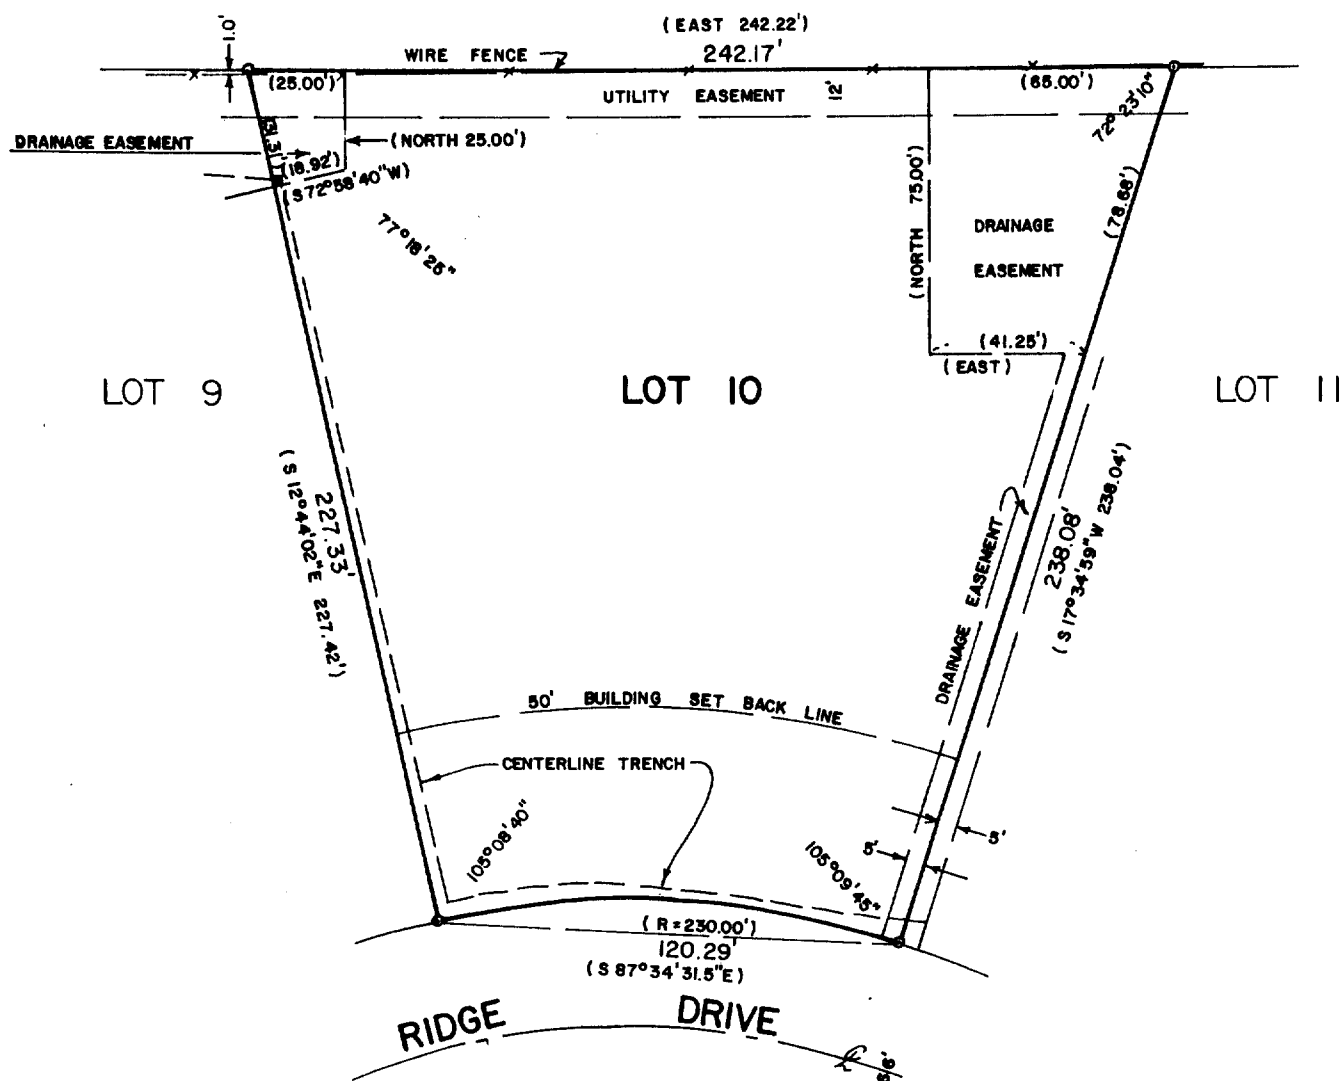 (EAST 242.22')
242.17'
1.0'
WIRE FENCE
(25.00')
(65.00')
UTILITY EASEMENT 12'
72°23'10"
DRAINAGE EASEMENT
(31.31')
(NORTH 25.00')
(18.92')
(S 72°58'40"W)
77°18'25"
(NORTH 75.00')
DRAINAGE
EASEMENT
(78.68')
(41.25')
(EAST)
LOT 9
LOT 10
LOT 11
227.33'
(S 12°44'02"E 227.42')
DRAINAGE EASEMENT
238.08'
(S 17°34'59"W 238.04')
50' BUILDING SET BACK LINE
CENTERLINE TRENCH
105°08'40"
105°09'45"
5'
5'
(R=230.00')
120.29'
(S 87°34'31.5"E)
RIDGE DRIVE